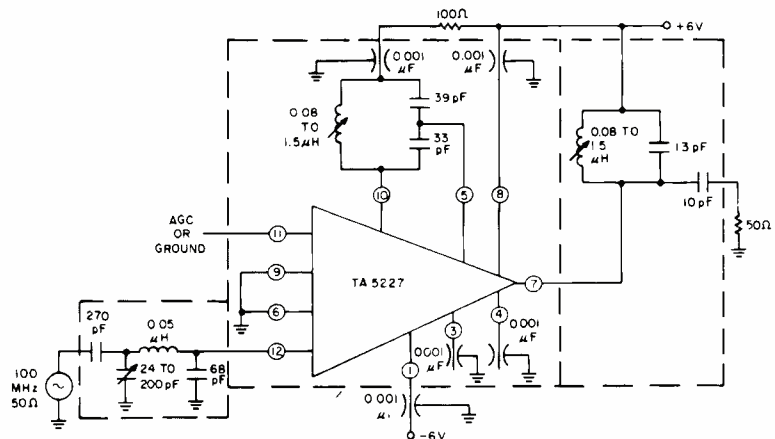 100Ω
+6V
0.001
μF
0.001
μF
39 pF
0.08
TO
1.5μH
33
pF
0.08 TO
1.5
μH
13 pF
10 pF
50Ω
10
5
8
AGC
OR
GROUND
11
9
6
12
TA 5227
7
4
3
1
270
pF
0.05
μH
24 TO
200pF
68
pF
100
MHz
50Ω
0.001
μF
0.001
μF
0.001
-6V